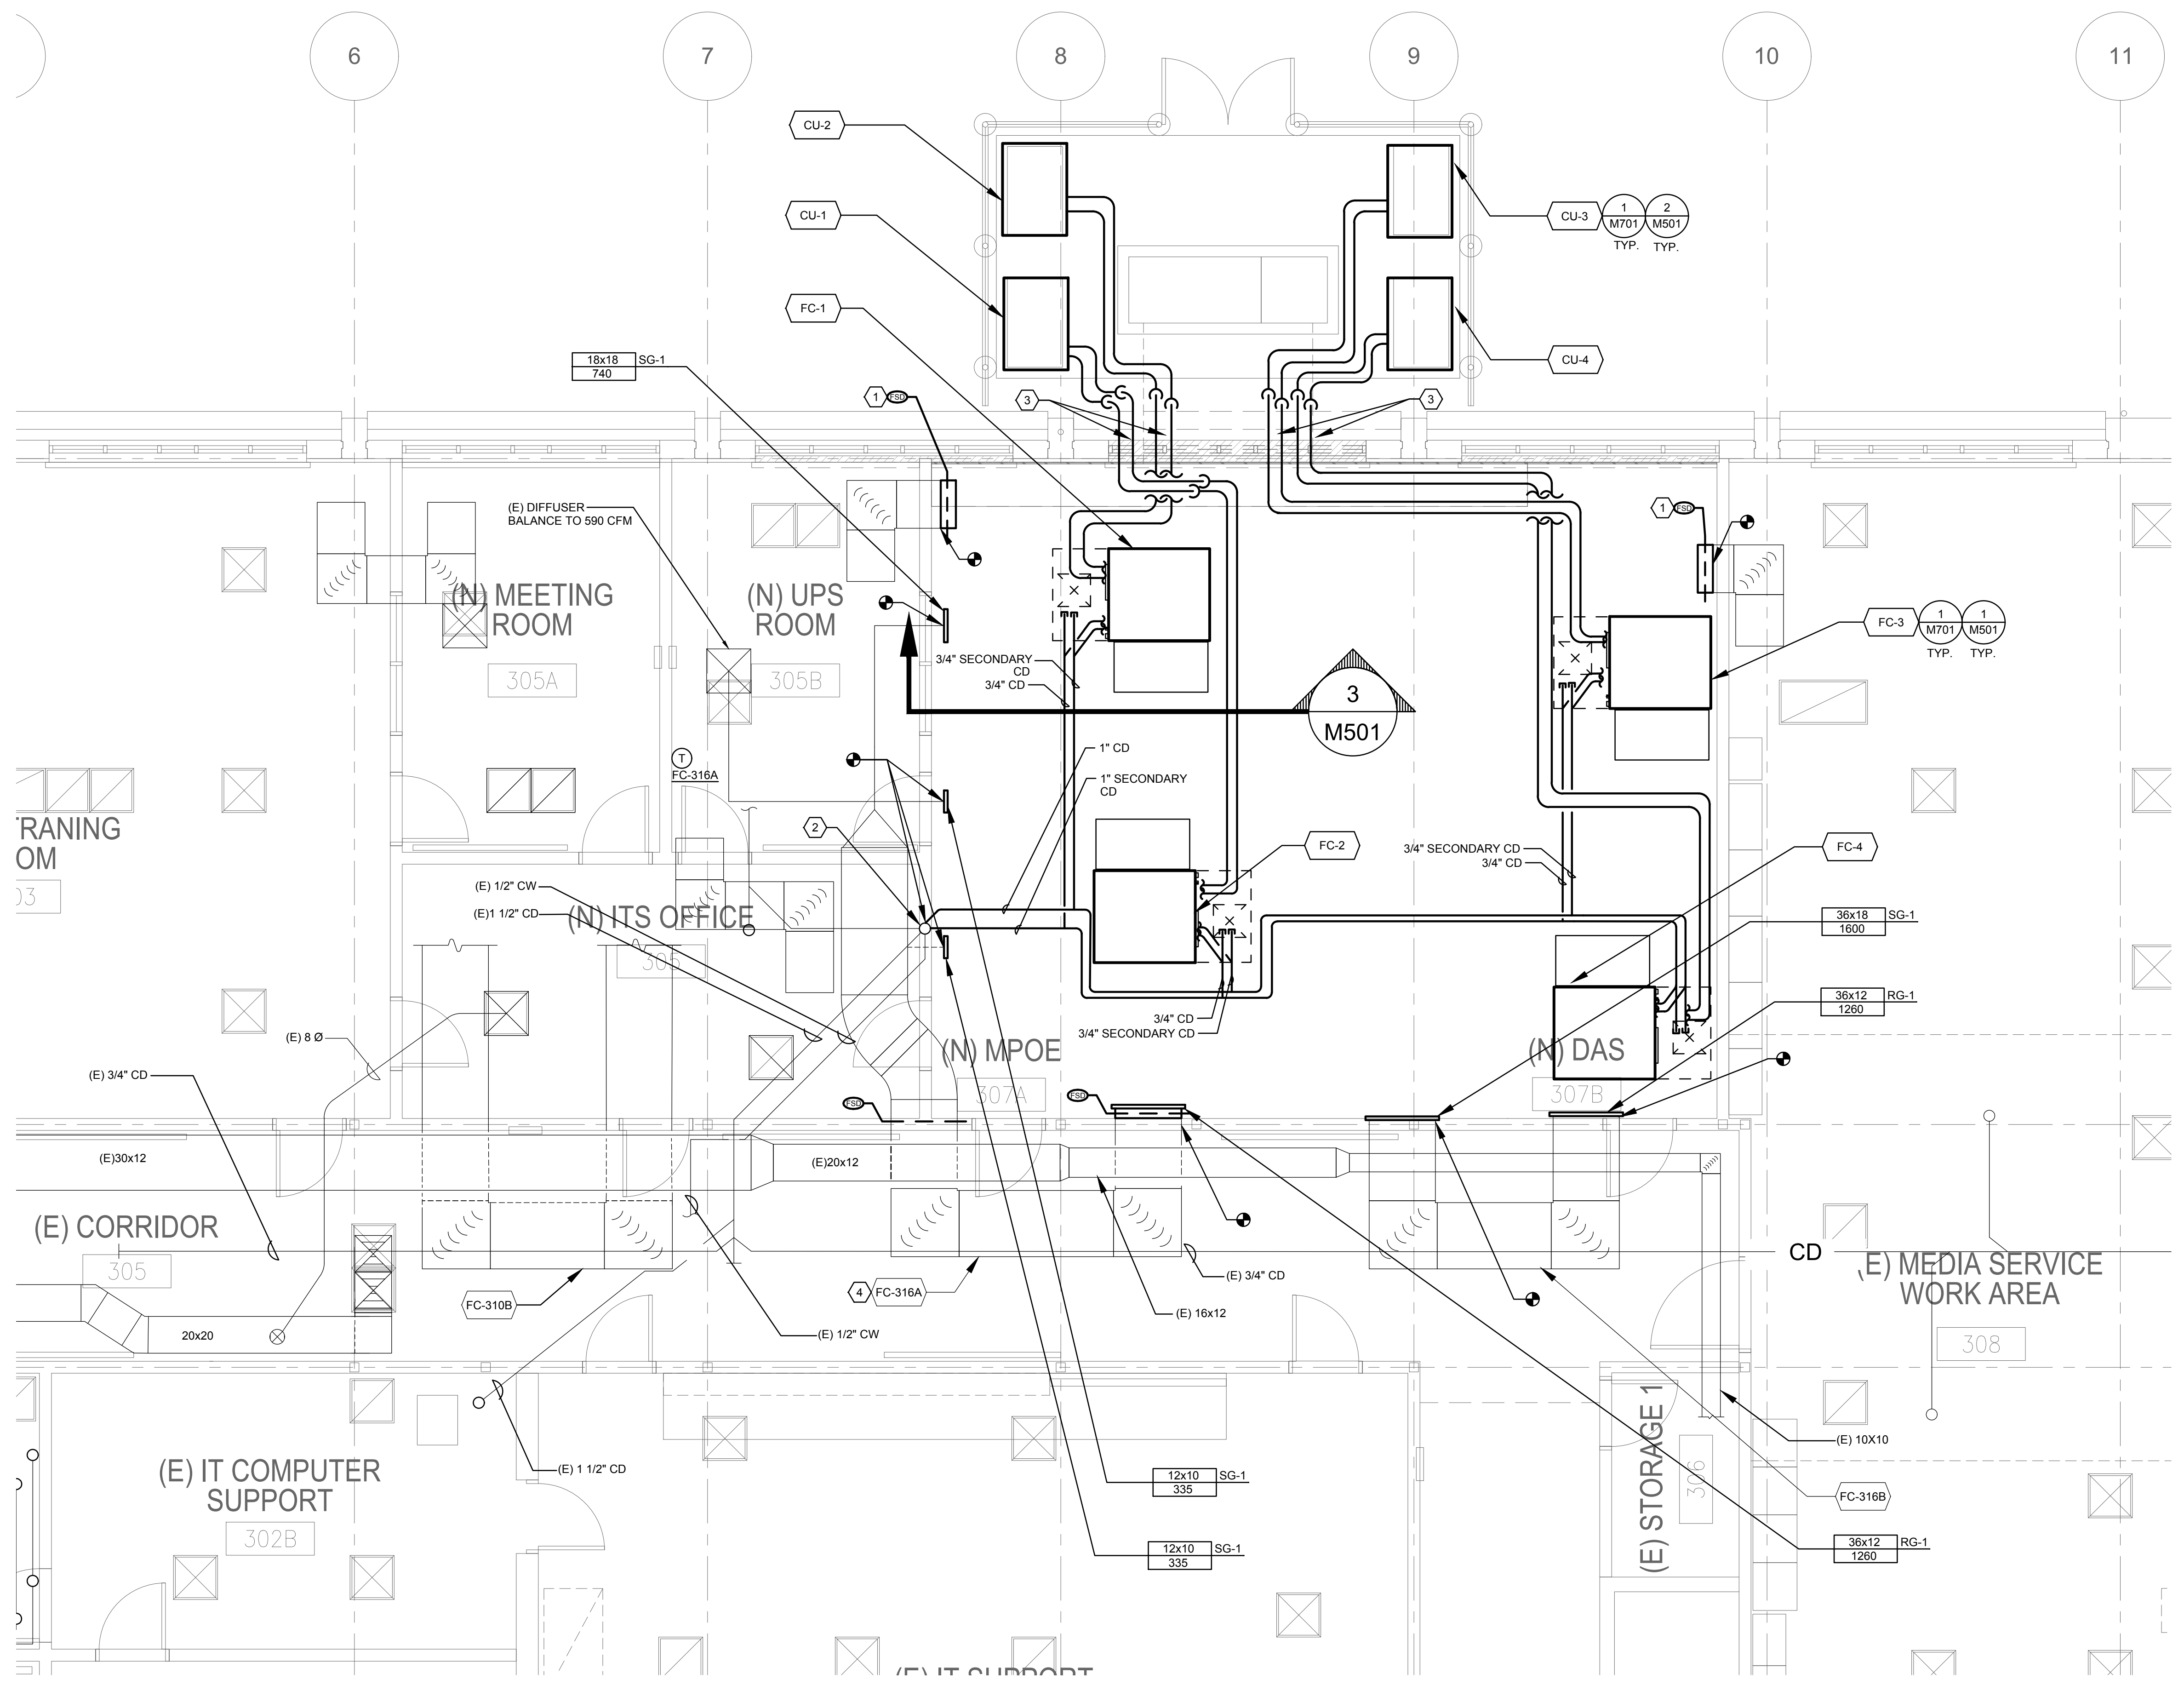 6
7
8
9
10
11
CU-2
CU-1
CU-3
1
M701
TYP.
2
M501
TYP.
FC-1
CU-4
18x18
740
SG-1
1
FSD
3
3
(E) DIFFUSER
BALANCE TO 590 CFM
1
FSD
(N) MEETING
ROOM
305A
(N) UPS
ROOM
305B
FC-3
1
M701
TYP.
1
M501
TYP.
3/4" SECONDARY
CD
3/4" CD
3
M501
T
FC-316A
1" CD
1" SECONDARY
CD
2
FC-2
3/4" SECONDARY CD
3/4" CD
FC-4
(E) 1/2" CW
(E)1 1/2" CD
(N) ITS OFFICE
305
36x18
1600
SG-1
36x12
1260
RG-1
3/4" CD
3/4" SECONDARY CD
(E) 8 Ø
(N) MPOE
307A
(N) DAS
307B
(E) 3/4" CD
FSD
FSD
(E)30x12
(E)20x12
(E) CORRIDOR
305
CD
(E) MEDIA SERVICE
WORK AREA
308
FC-310B
4
FC-316A
(E) 3/4" CD
(E) 16x12
20x20
(E) 1/2" CW
(E) 10X10
(E) IT COMPUTER
SUPPORT
302B
(E) 1 1/2" CD
12x10
335
SG-1
(E) STORAGE 1
306
FC-316B
12x10
335
SG-1
36x12
1260
RG-1
(E) IT SUPPORT
TRANING
OM
03